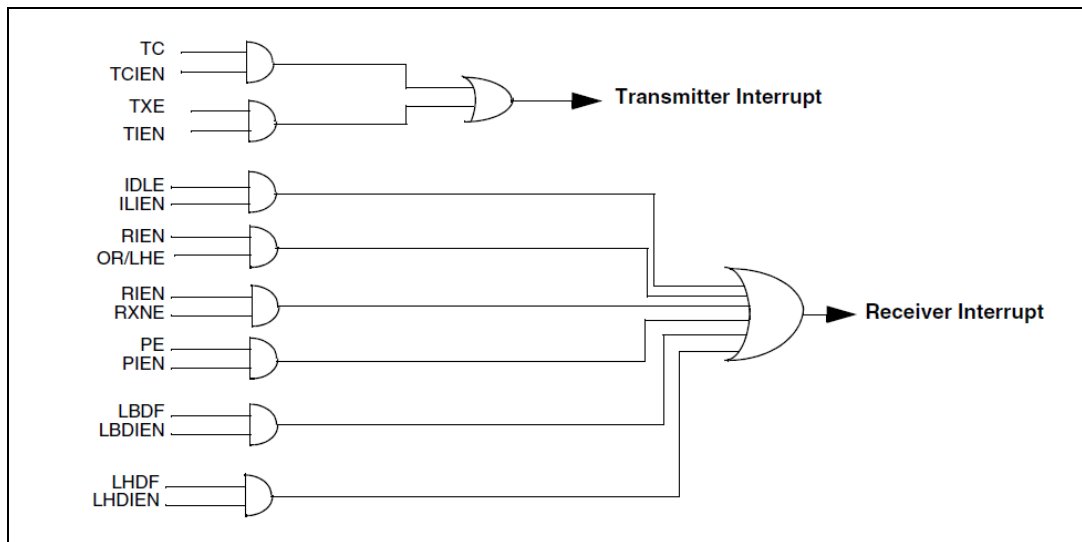 TC
TCIEN
TXE
TIEN
Transmitter Interrupt
IDLE
ILIEN
RIEN
OR/LHE
RIEN
RXNE
PE
PIEN
LBDF
LBDIEN
LHDF
LHDIEN
Receiver Interrupt